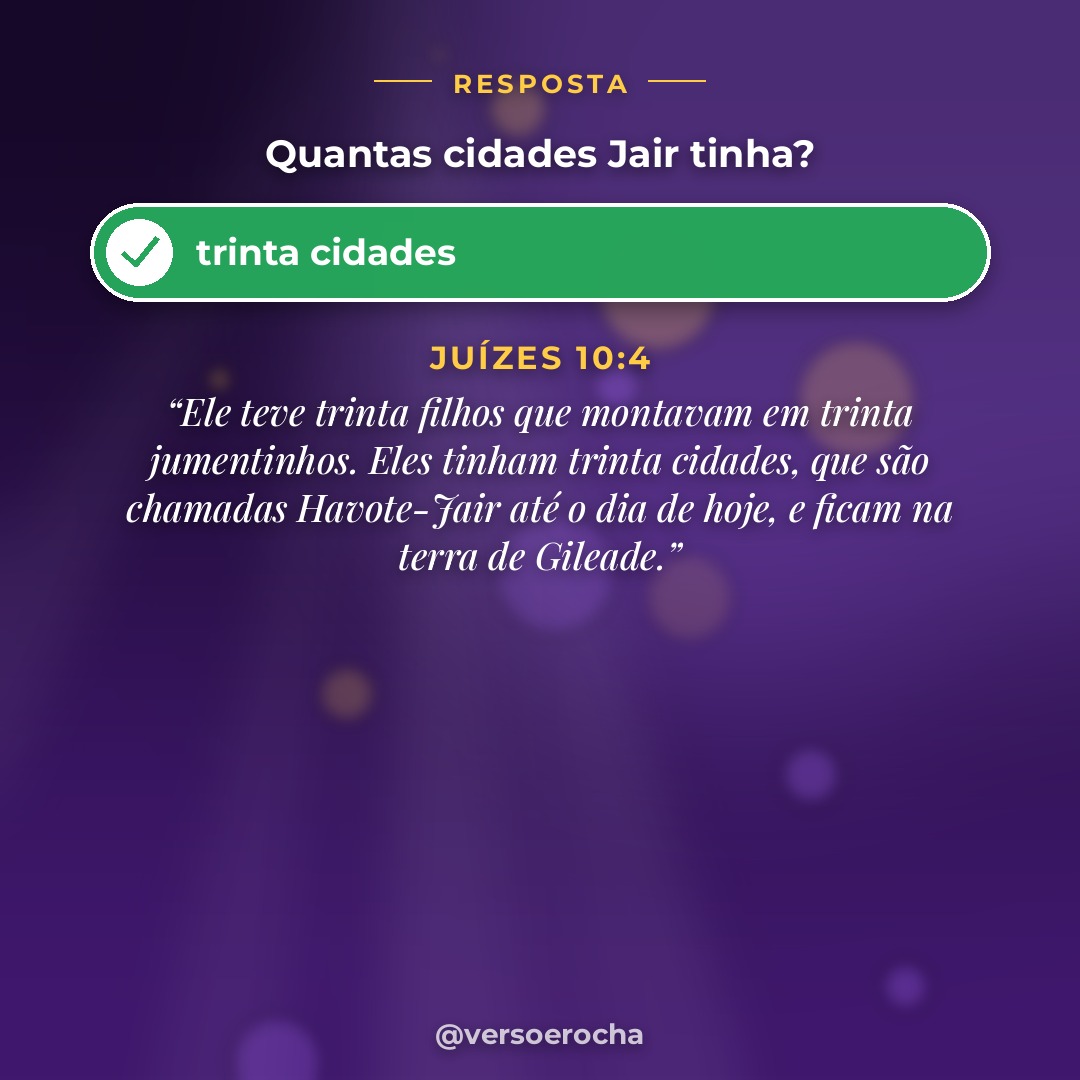 RESPOSTA
Quantas cidades Jair tinha?
trinta cidades
JUÍZES 10:4
“Ele teve trinta filhos que montavam em trinta
jumentinhos. Eles tinham trinta cidades, que são
chamadas Havote-Jair até o dia de hoje, e ficam na
terra de Gileade.”
@versoerocha